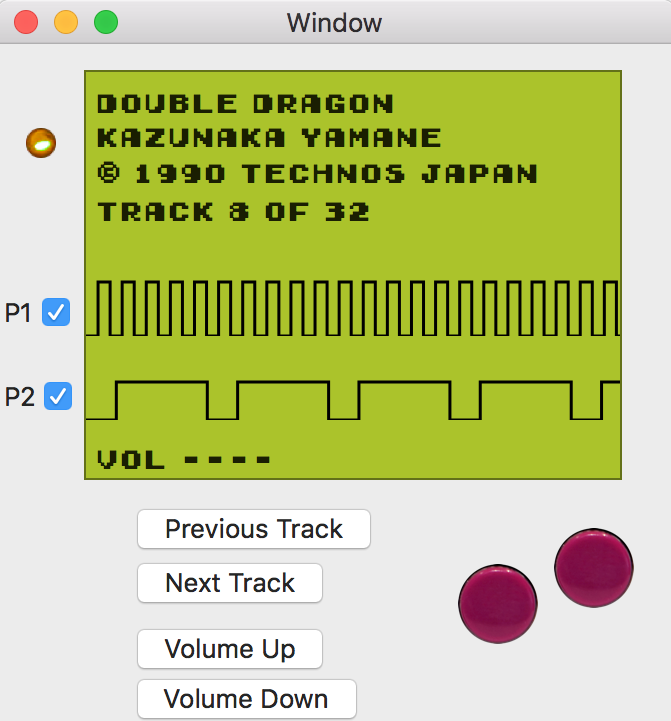 Window
DOUBLE DRAGON
KAZUNAKA YAMANE
© 1990 TECHNOS JAPAN
TRACK 8 OF 32
P1
P2
VOL ----
Previous Track
Next Track
Volume Up
Volume Down